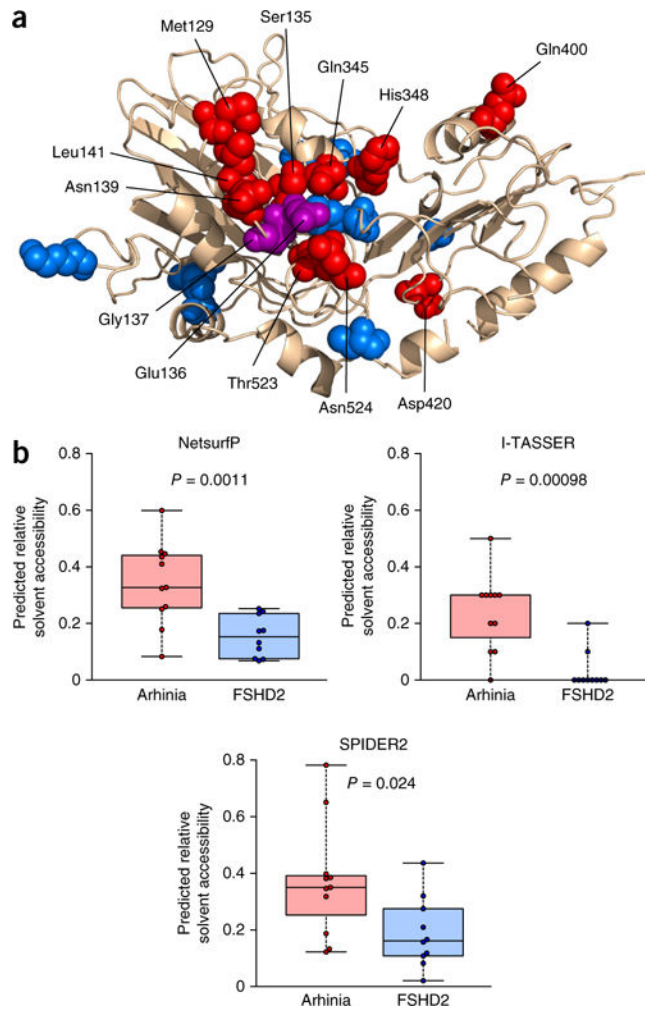 a
Ser135
Met129
Gln345
Gln400
His348
Leu141
Asn139
Gly137
Glu136
Thr523
Asn524
Asp420
b
NetsurfP
P = 0.0011
Predicted relative
solvent accessibility
0.8
0.6
0.4
0.2
0
Arhinia
FSHD2
I-TASSER
P = 0.00098
Predicted relative
solvent accessibility
0.8
0.6
0.4
0.2
0
Arhinia
FSHD2
SPIDER2
P = 0.024
Predicted relative
solvent accessibility
0.8
0.6
0.4
0.2
0
Arhinia
FSHD2